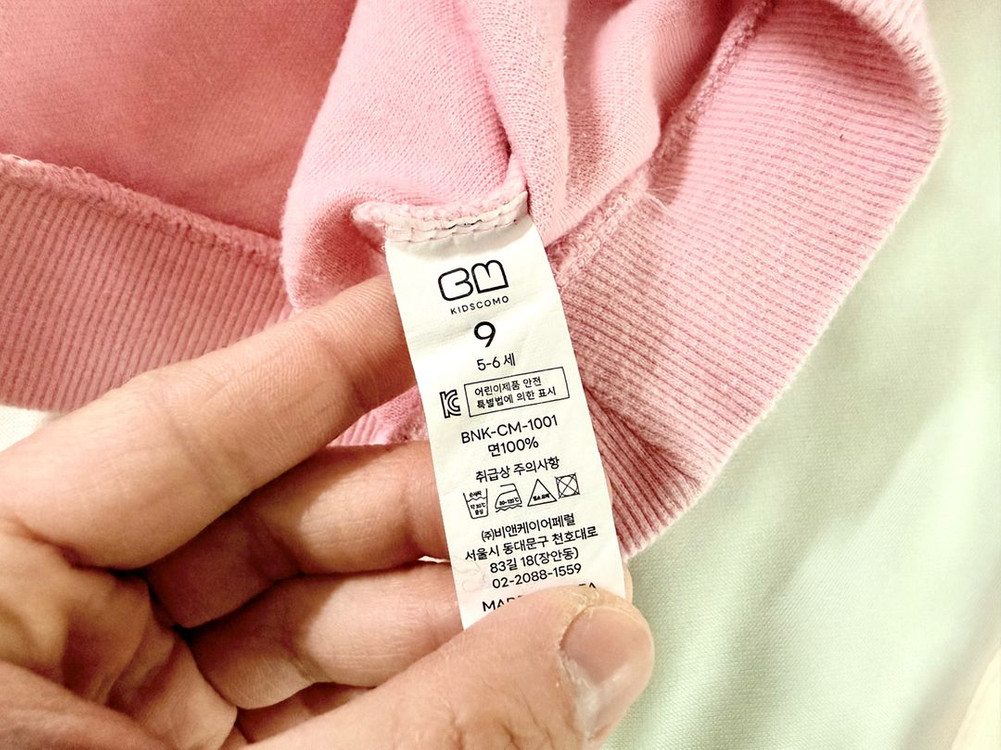 CM
KIDSCOMO
9
5-6 세
어린이제품 안전
특별법에 의한 표시
BNK-CM-1001
면100%
취급상 주의사항
㈜비앤케이어페럴
서울시 동대문구 천호대로
83길 18(장안동)
02-2088-1559